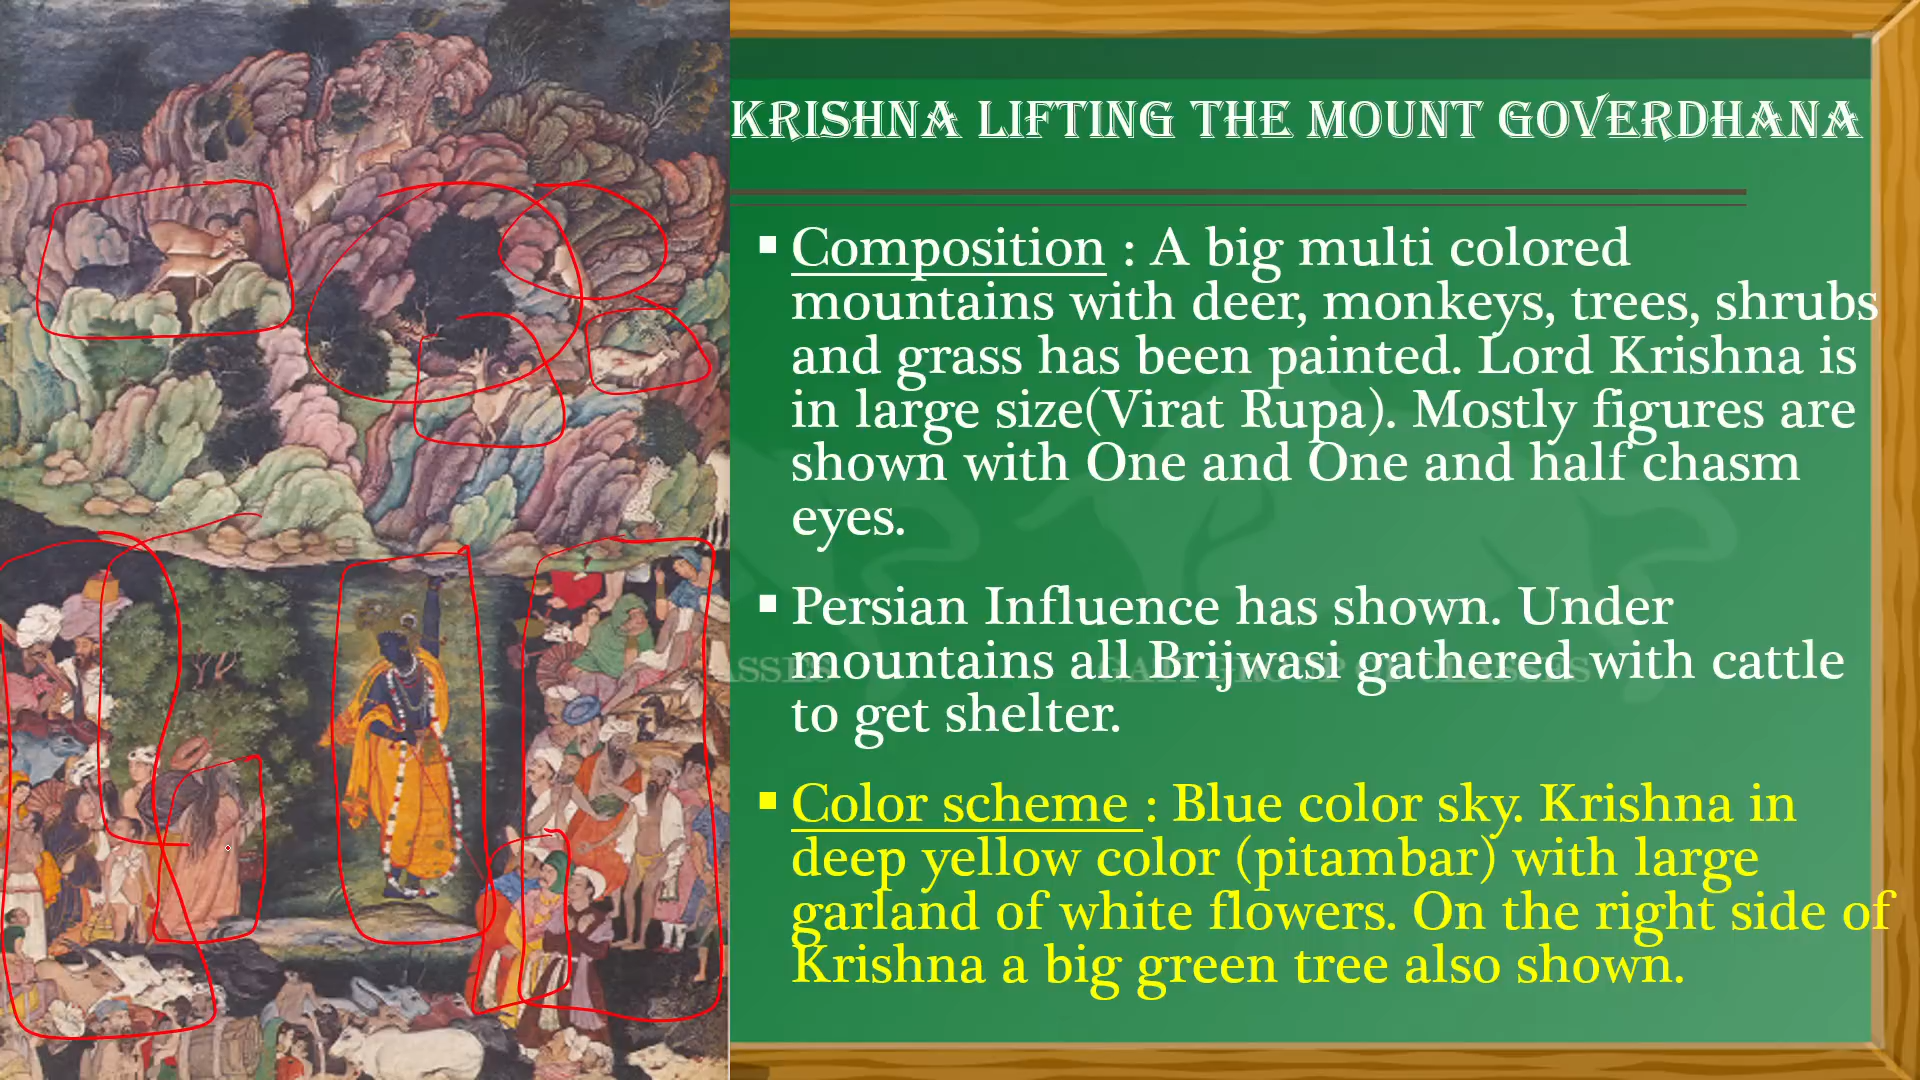 KRISHNA LIFTING THE MOUNT GOVERDHANA
Composition : A big multi colored
mountains with deer, monkeys, trees, shrubs
and grass has been painted. Lord Krishna is
in large size(Virat Rupa). Mostly figures are
shown with One and One and half chasm
eyes.
Persian Influence has shown. Under
mountains all Brijwasi gathered with cattle
to get shelter.
Color scheme : Blue color sky. Krishna in
deep yellow color (pitambar) with large
garland of white flowers. On the right side of
Krishna a big green tree also shown.